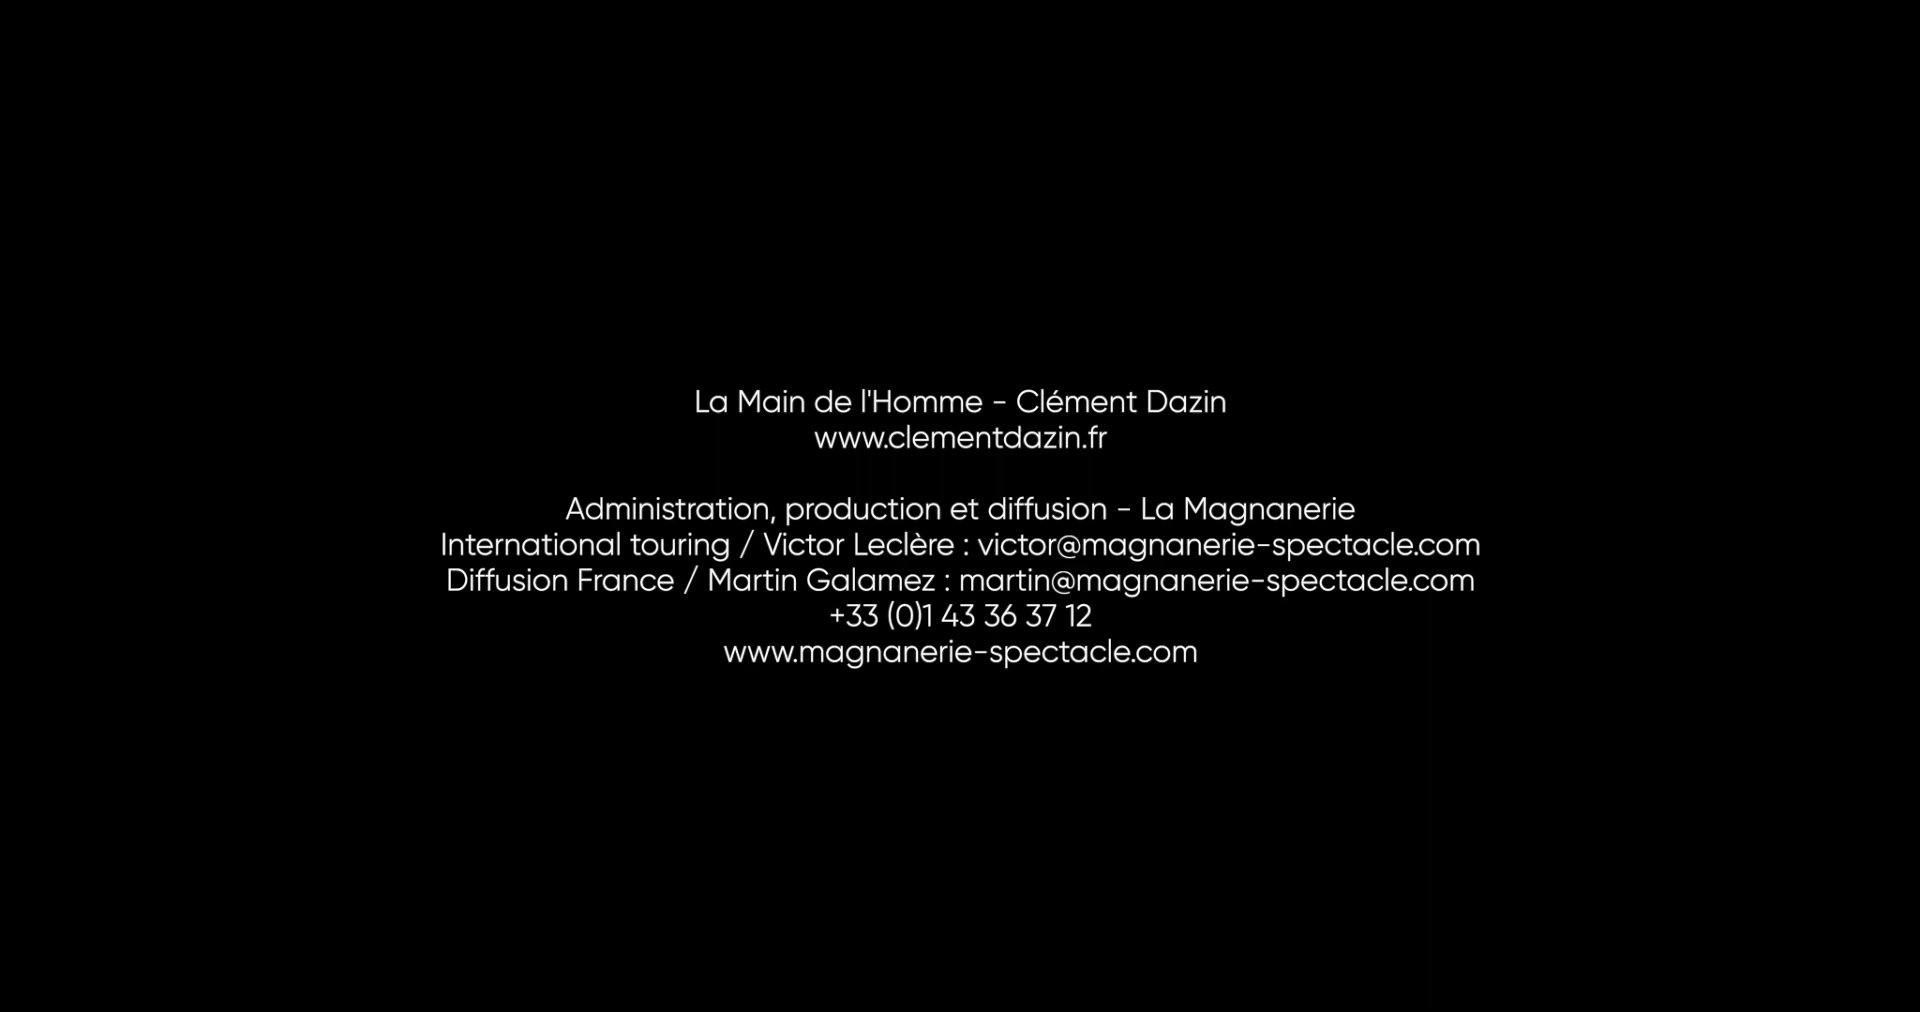 La Main de l'Homme - Clément Dazin
www.clementdazin.fr
Administration, production et diffusion - La Magnanerie
International touring / Victor Leclère : victor@magnanerie-spectacle.com
Diffusion France / Martin Galamez : martin@magnanerie-spectacle.com
+33 (0)1 43 36 37 12
www.magnanerie-spectacle.com